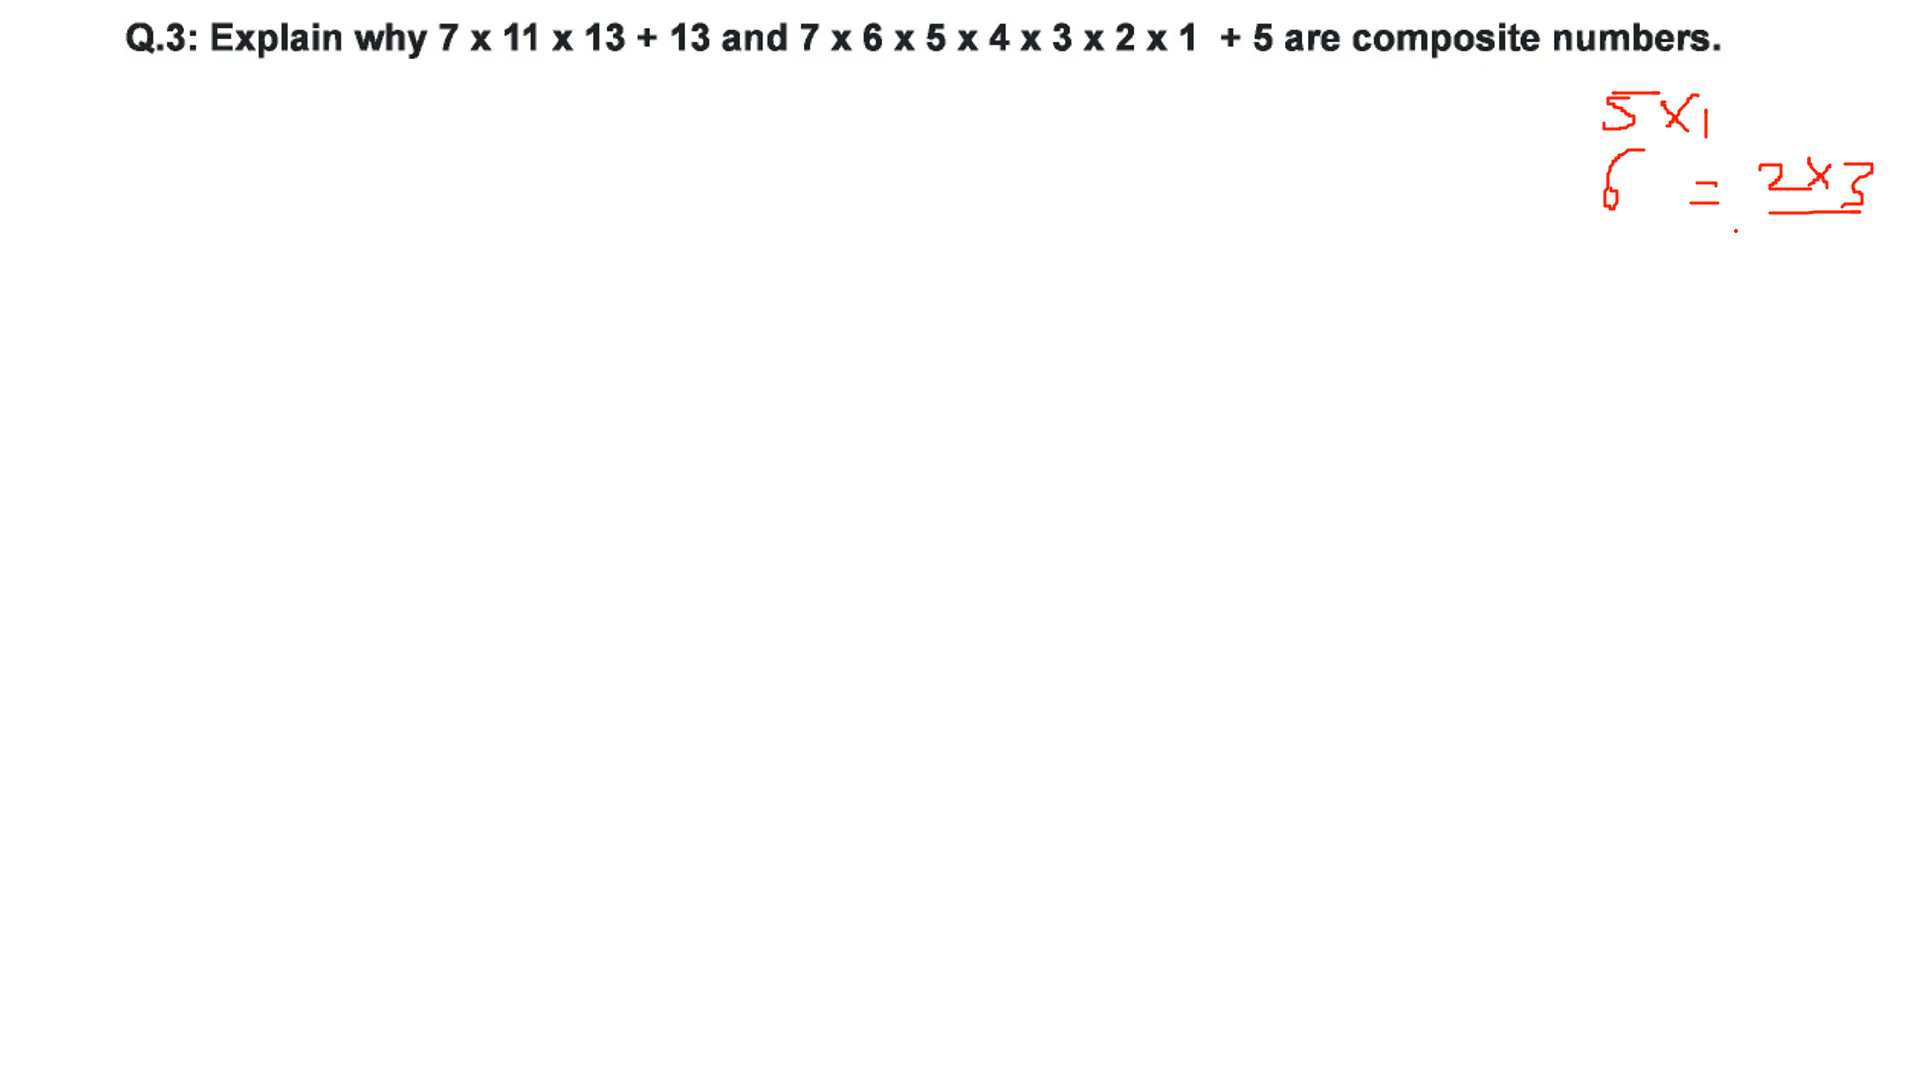 Q.3: Explain why 7 x 11 x 13 + 13 and 7 x 6 x 5 x 4 x 3 x 2 x 1 + 5 are composite numbers.
5 x 1
6 = 2 x 3